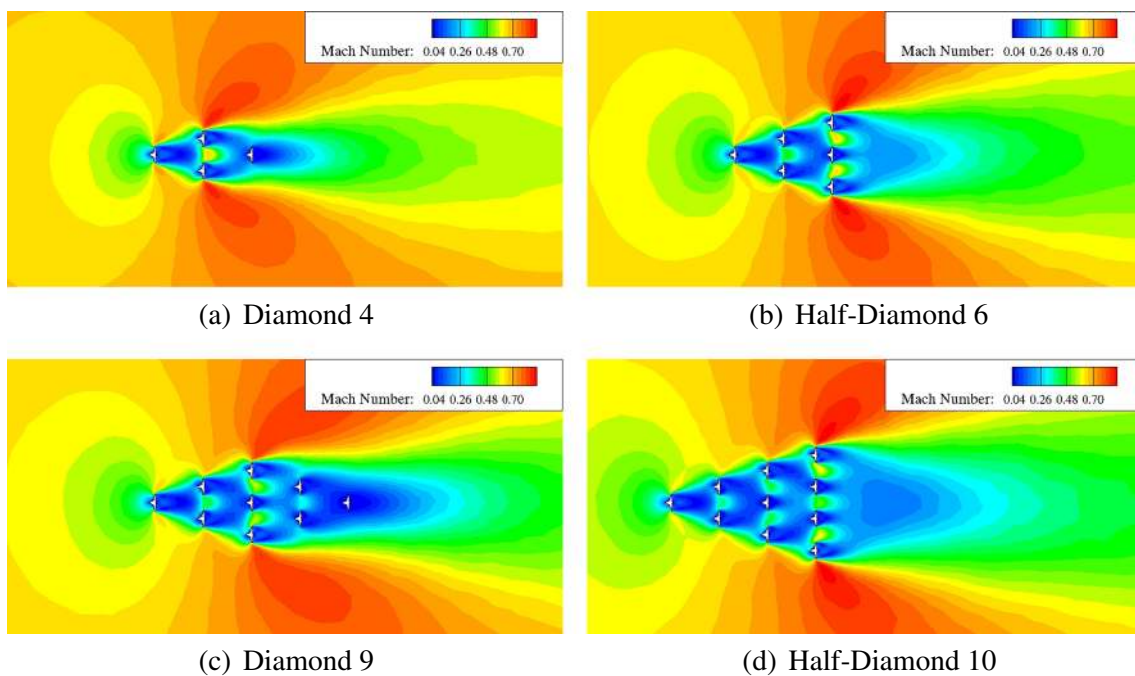 Mach Number: 0.04 0.26 0.48 0.70
Mach Number: 0.04 0.26 0.48 0.70
(a) Diamond 4
(b) Half-Diamond 6
Mach Number: 0.04 0.26 0.48 0.70
Mach Number: 0.04 0.26 0.48 0.70
(c) Diamond 9
(d) Half-Diamond 10